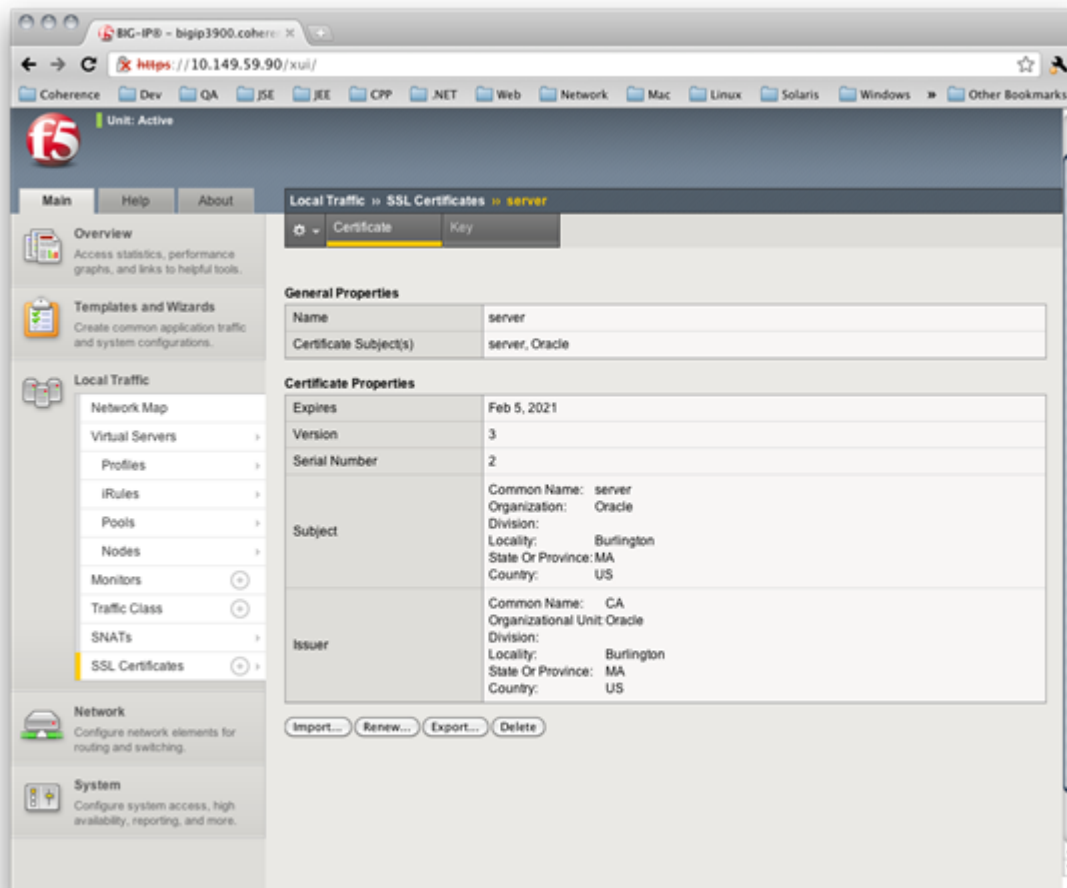 BIG-IP® - bigip3900.cohere
https://10.149.59.90/xui/
Coherence Dev QA JSE JEE CPP .NET Web Network Mac Linux Solaris Windows » Other Bookmarks
f5
Unit: Active
Main Help About
Local Traffic » SSL Certificates » server
Certificate Key
Overview
Access statistics, performance
graphs, and links to helpful tools.
Templates and Wizards
Create common application traffic
and system configurations.
Local Traffic
Network Map
Virtual Servers
Profiles
iRules
Pools
Nodes
Monitors
Traffic Class
SNATs
SSL Certificates
Network
Configure network elements for
routing and switching.
System
Configure system access, high
availability, reporting, and more.
General Properties
Name server
Certificate Subject(s) server, Oracle
Certificate Properties
Expires Feb 5, 2021
Version 3
Serial Number 2
Subject
Common Name: server
Organization: Oracle
Division:
Locality: Burlington
State Or Province: MA
Country: US
Issuer
Common Name: CA
Organizational Unit: Oracle
Division:
Locality: Burlington
State Or Province: MA
Country: US
Import... Renew... Export... Delete